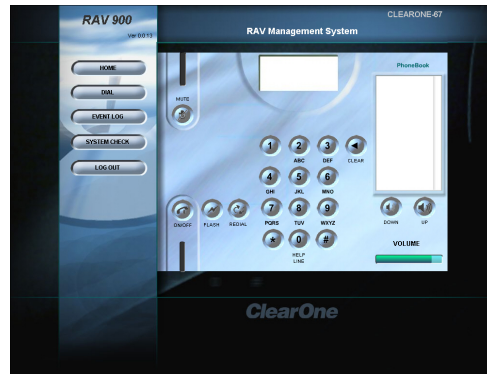 RAV 900
Ver 0.0.13
CLEARONE-67
RAV Management System
HOME
DIAL
EVENT LOG
SYSTEM CHECK
LOG OUT
MUTE
PhoneBook
1 2 3
ABC DEF CLEAR
4 5 6
GHI JKL MNO
7 8 9
ON/OFF FLASH REDIAL PQRS TUV WXYZ
DOWN UP
* 0 #
HELP
LINE
VOLUME
ClearOne